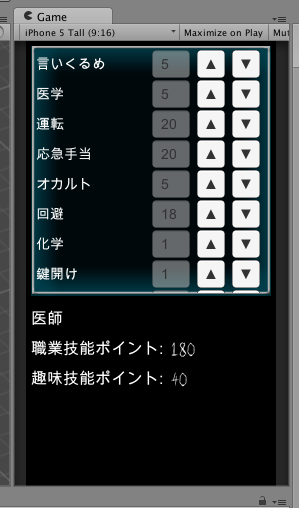 Game
iPhone 5 Tall (9:16) Maximize on Play Mut
言いくるめ 5 ▲ ▼
医学 5 ▲ ▼
運転 20 ▲ ▼
応急手当 20 ▲ ▼
オカルト 5 ▲ ▼
回避 18 ▲ ▼
化学 1 ▲ ▼
鍵開け 1 ▲ ▼
医師
職業技能ポイント: 180
趣味技能ポイント: 40